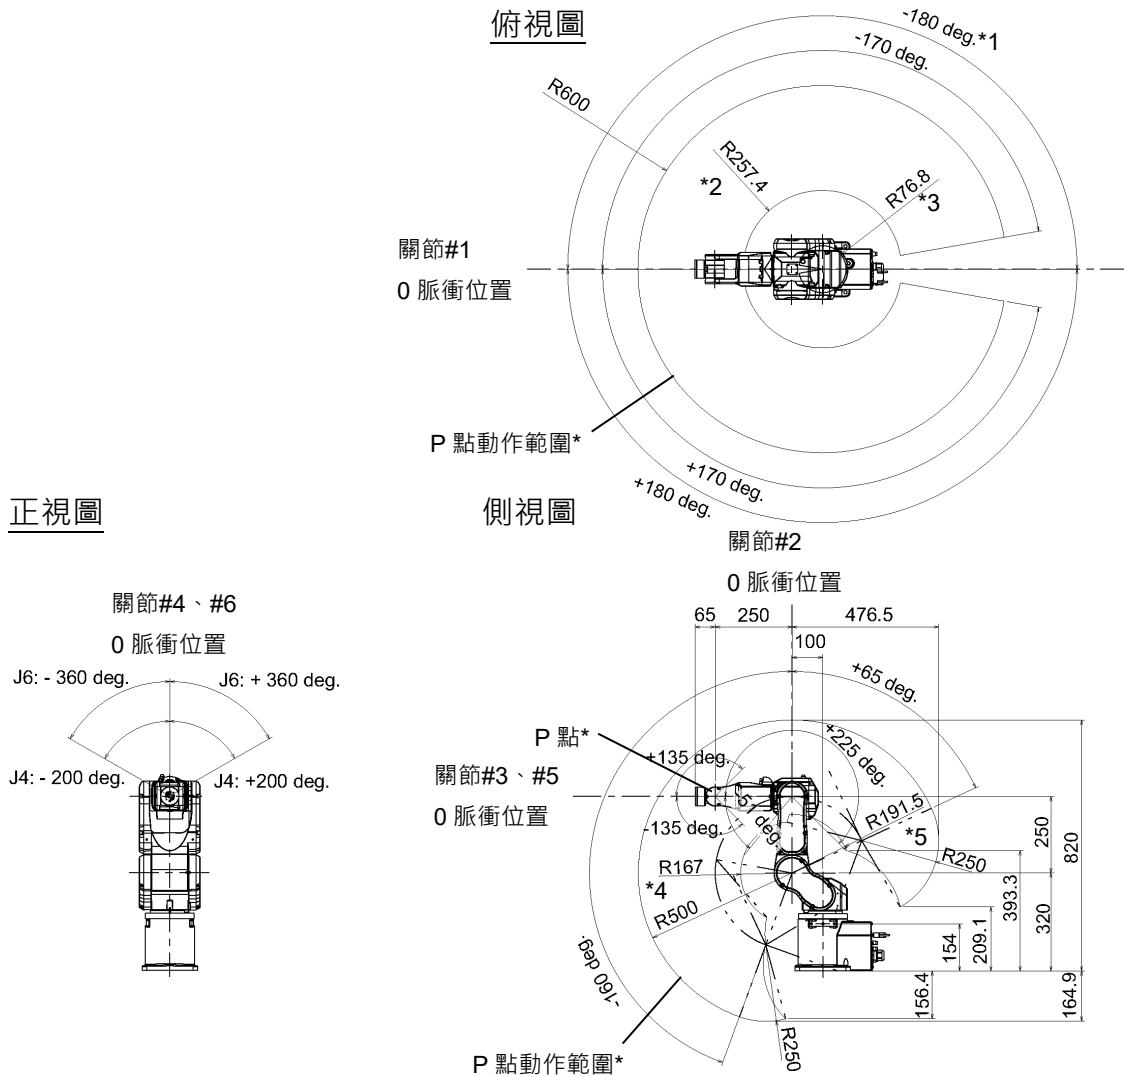 俯視圖
-180 deg.*1
-170 deg.
R600
R257.4
*2
R76.8
*3
關節#1
0 脈衝位置
P 點動作範圍*
+170 deg.
+180 deg.
正視圖
側視圖
關節#2
0 脈衝位置
關節#4、#6
0 脈衝位置
J6: - 360 deg.
J6: + 360 deg.
J4: - 200 deg.
J4: +200 deg.
65
250
476.5
100
+65 deg.
P 點*
+135 deg.
+225 deg.
關節#3、#5
0 脈衝位置
-135 deg.
51 deg.
R191.5
*5
R250
R167
*4
R500
-160 deg.
250
820
393.3
320
209.1
154
156.4
164.9
R250
P 點動作範圍*